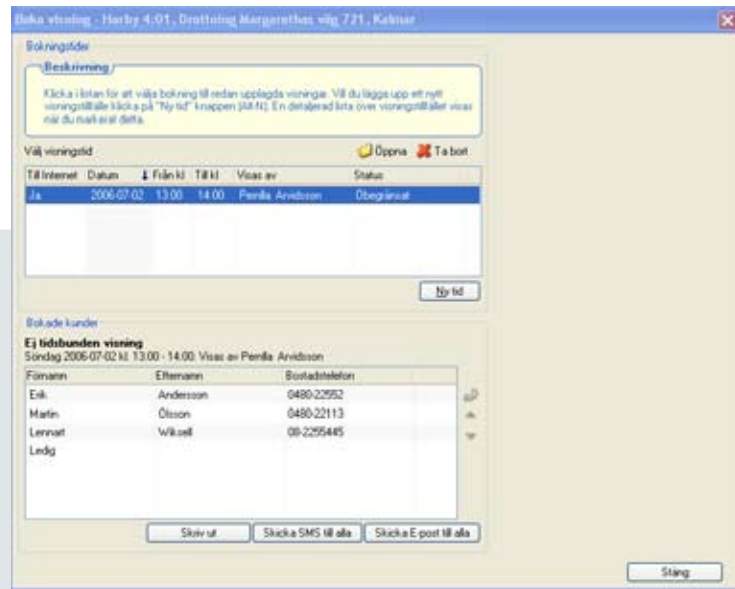 Boka visning - Horby 4:01, Drottning Margarethas väg 721, Kalmar
Bokningstider
Beskrivning
Klicka i listan för att välja bokning till redan upplagda visningar. Vill du lägga upp ett nytt
visningstillfälle klicka på "Ny tid" knappen (Alt-N). En detaljerad lista över visningstillfället visas
när du markerat detta.
Välj visningstid Öppna Ta bort
Till Internet Datum Från kl Till kl Visas av Status
Ja 2006-07-02 13:00 14:00 Pernilla Arvidsson Obegränsat
Ny tid
Bokade kunder
Ej tidsbunden visning
Söndag 2006-07-02 kl. 13:00 - 14:00. Visas av Pernilla Arvidsson
Förnamn Efternamn Bostadstelefon
Erik Andersson 0480-22552
Martin Olsson 0480-22113
Lennart Wiksell 08-2255445
Ledig
Skriv ut Skicka SMS till alla Skicka E-post till alla
Stäng